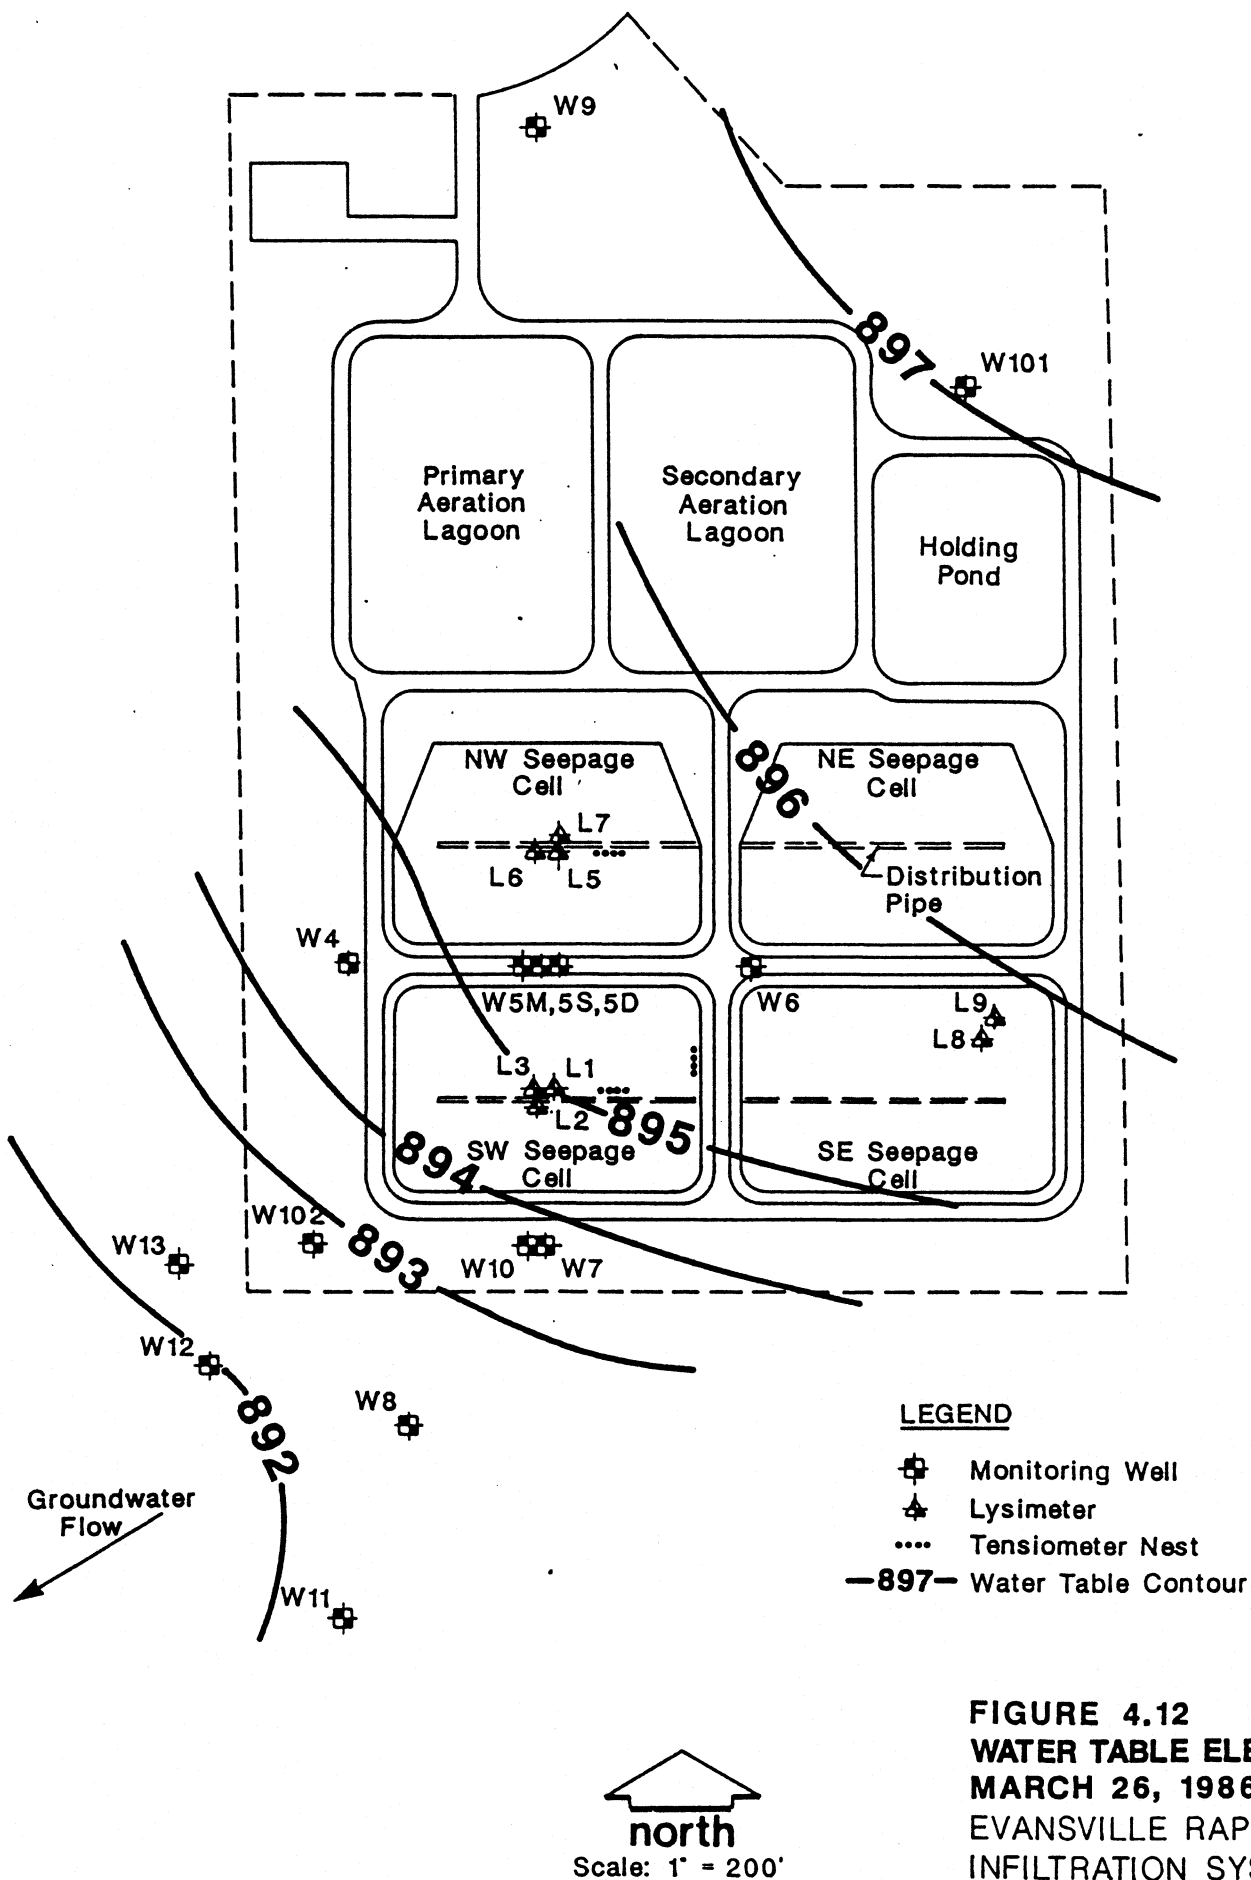 W9
897
W101
Primary
Aeration
Lagoon
Secondary
Aeration
Lagoon
Holding
Pond
NW Seepage
Cell
896
NE Seepage
Cell
L7
L6
L5
Distribution
Pipe
W4
W5M,5S,5D
W6
L9
L8
L3
L1
L2
895
894
SW Seepage
Cell
SE Seepage
Cell
W102
W13
893
W10
W7
W12
W8
892
Groundwater
Flow
W11
LEGEND
Monitoring Well
Lysimeter
Tensiometer Nest
897 Water Table Contour
FIGURE 4.12
WATER TABLE ELE
MARCH 26, 1986
EVANSVILLE RAP
INFILTRATION SYS
north
Scale: 1" = 200'